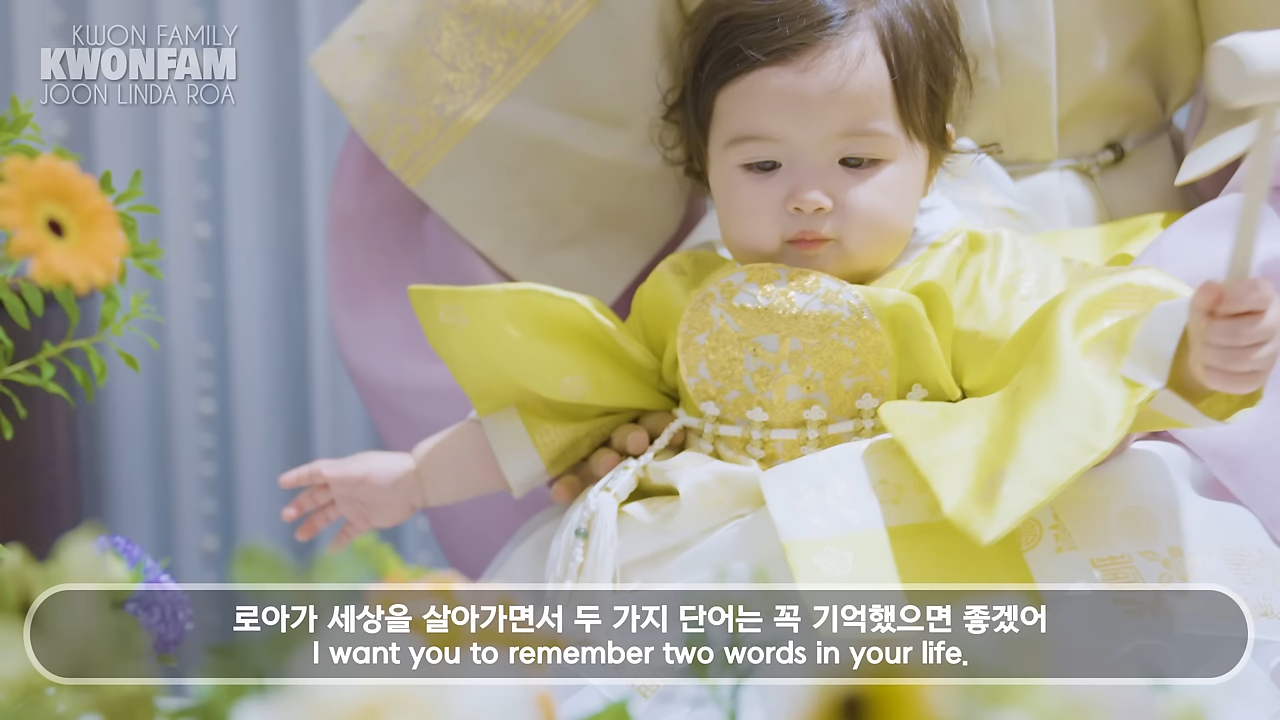 KWON FAMILY
KWONFAM
JOON LINDA ROA
로아가 세상을 살아가면서 두 가지 단어는 꼭 기억했으면 좋겠어
I want you to remember two words in your life.